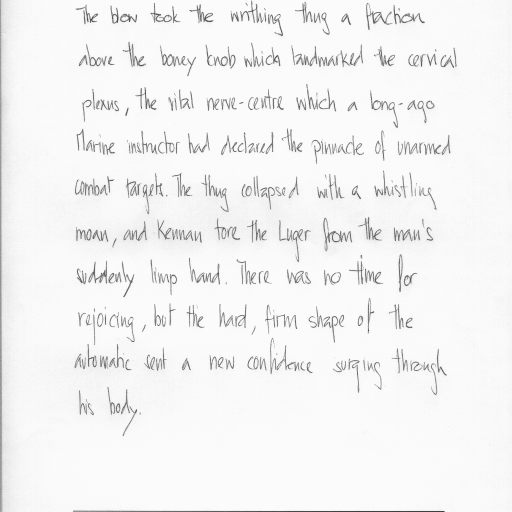 The blow took the writhing thug a fraction
above the boney knob which landmarked the cervical
plexus, the vital nerve-centre which a long-ago
Marine instructor had declared the pinnacle of unarmed
combat targets. The thug collapsed with a whistling
moan, and Kennan tore the Luger from the man's
suddenly limp hand. There was no time for
rejoicing, but the hard, firm shape of the
automatic sent a new confidence surging through
his body.